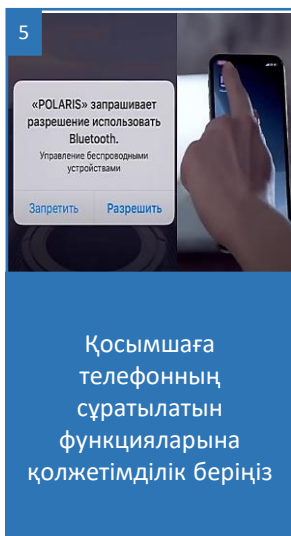 5
«POLARIS» запрашивает
разрешение использовать
Bluetooth.
Управление беспроводными
устройствами
Запретить Разрешить
Қосымшаға
телефонның
сұратылатын
функцияларына
қолжетімділік беріңіз